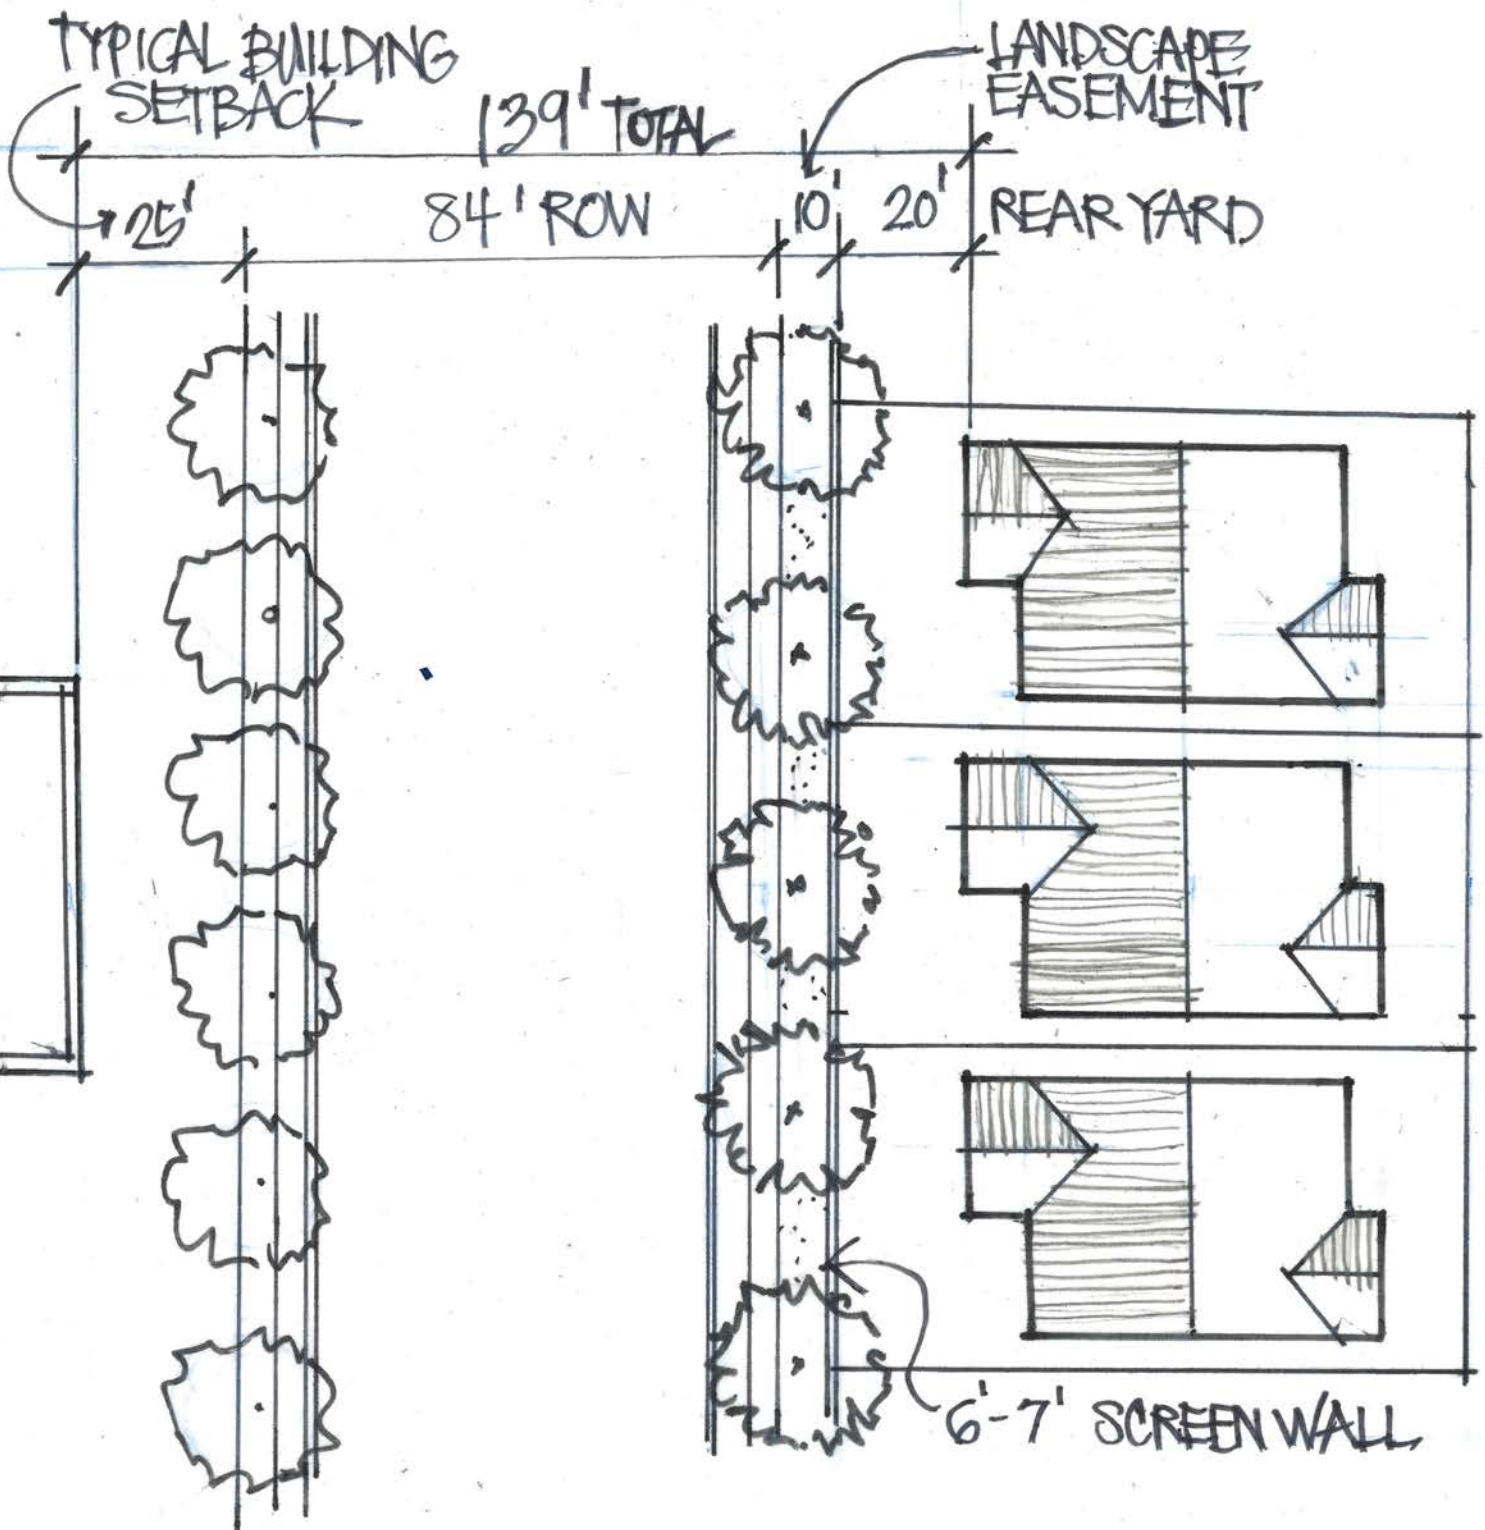 TYPICAL BUILDING
SETBACK
139' TOTAL
LANDSCAPE
EASEMENT
25'
84' ROW
10'
20'
REAR YARD
6'-7' SCREEN WALL